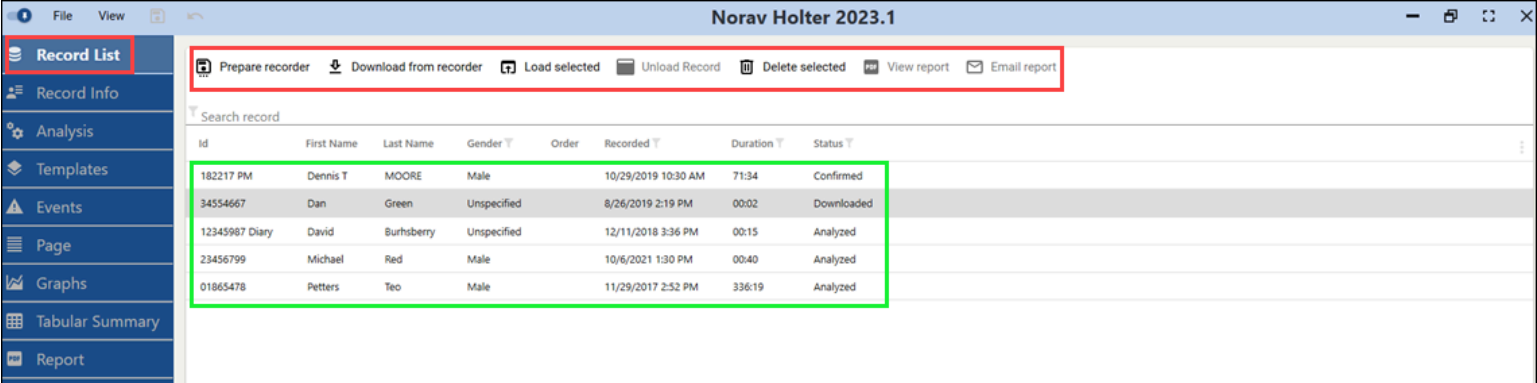 File View Norav Holter 2023.1
Record List
Record Info
Analysis
Templates
Events
Page
Graphs
Tabular Summary
PDF Report
Prepare recorder Download from recorder Load selected Unload Record Delete selected PDF View report Email report
Search record
Id First Name Last Name Gender Order Recorded Duration Status
182217 PM Dennis T MOORE Male 10/29/2019 10:30 AM 71:34 Confirmed
34554667 Dan Green Unspecified 8/26/2019 2:19 PM 00:02 Downloaded
12345987 Diary David Burhsberry Unspecified 12/11/2018 3:36 PM 00:15 Analyzed
23456799 Michael Red Male 10/6/2021 1:30 PM 00:40 Analyzed
01865478 Petters Teo Male 11/29/2017 2:52 PM 336:19 Analyzed